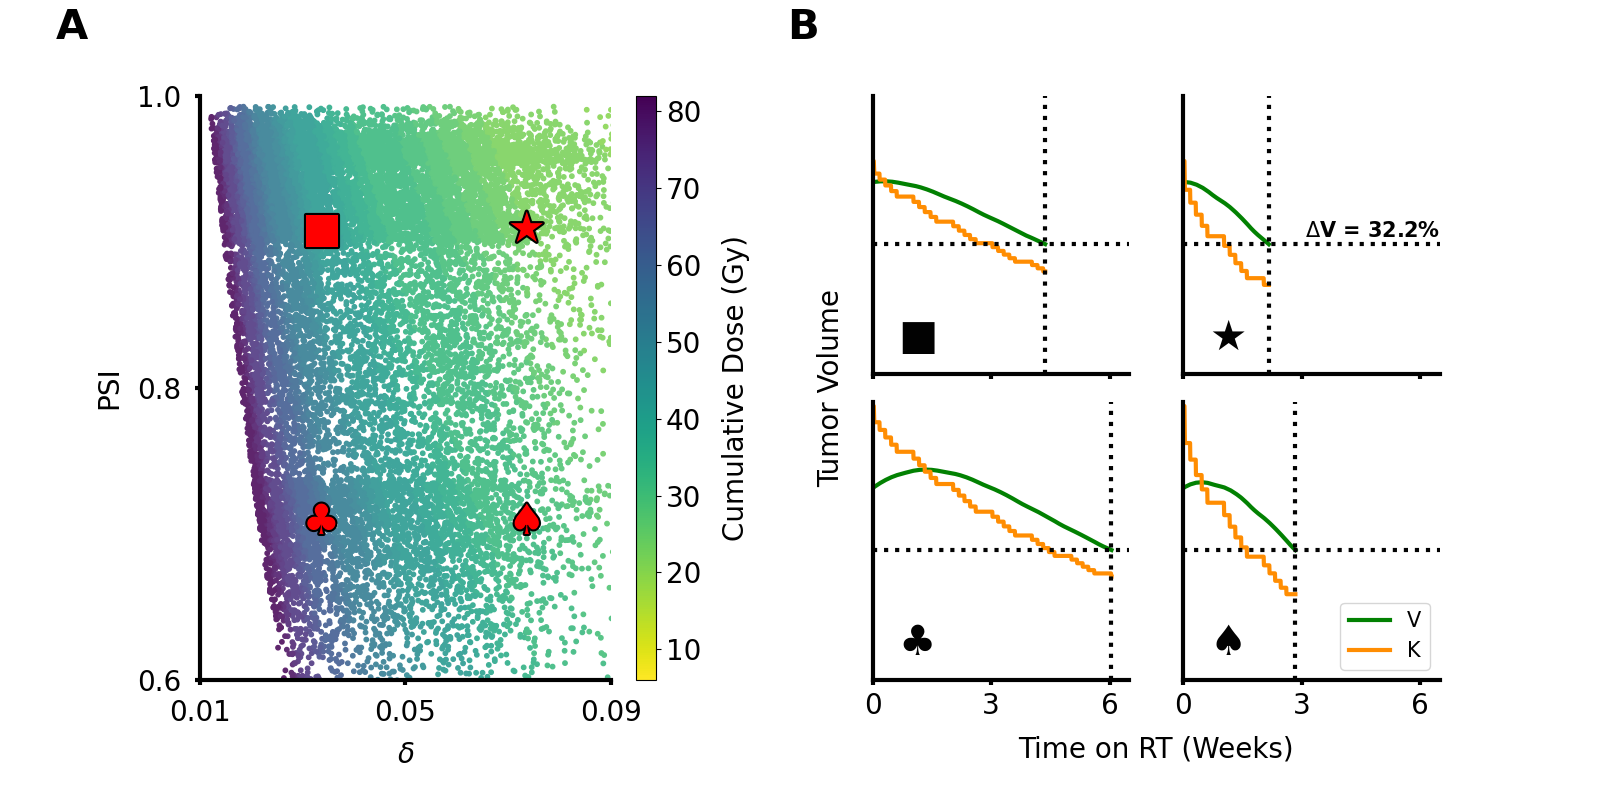 A
B
1.0
0.8
0.6
PSI
0.01
0.05
0.09
δ
80
70
60
50
40
30
20
10
Cumulative Dose (Gy)
Tumor Volume
ΔV = 32.2%
V
K
0
3
6
0
3
6
Time on RT (Weeks)